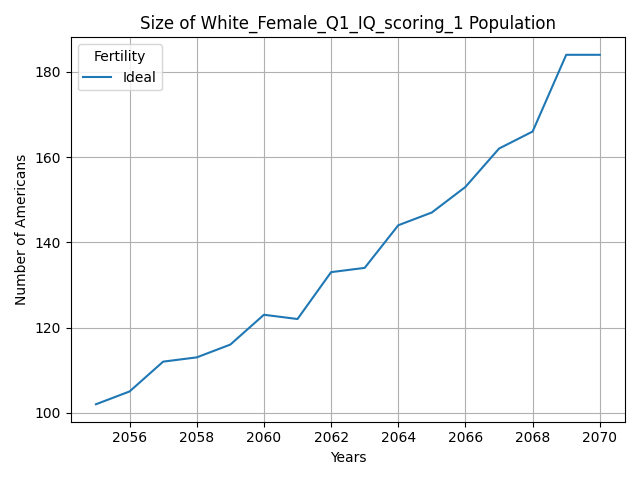 Size of White_Female_Q1_IQ_scoring_1 Population
Fertility
Ideal
Number of Americans
180
160
140
120
100
2056 2058 2060 2062 2064 2066 2068 2070
Years